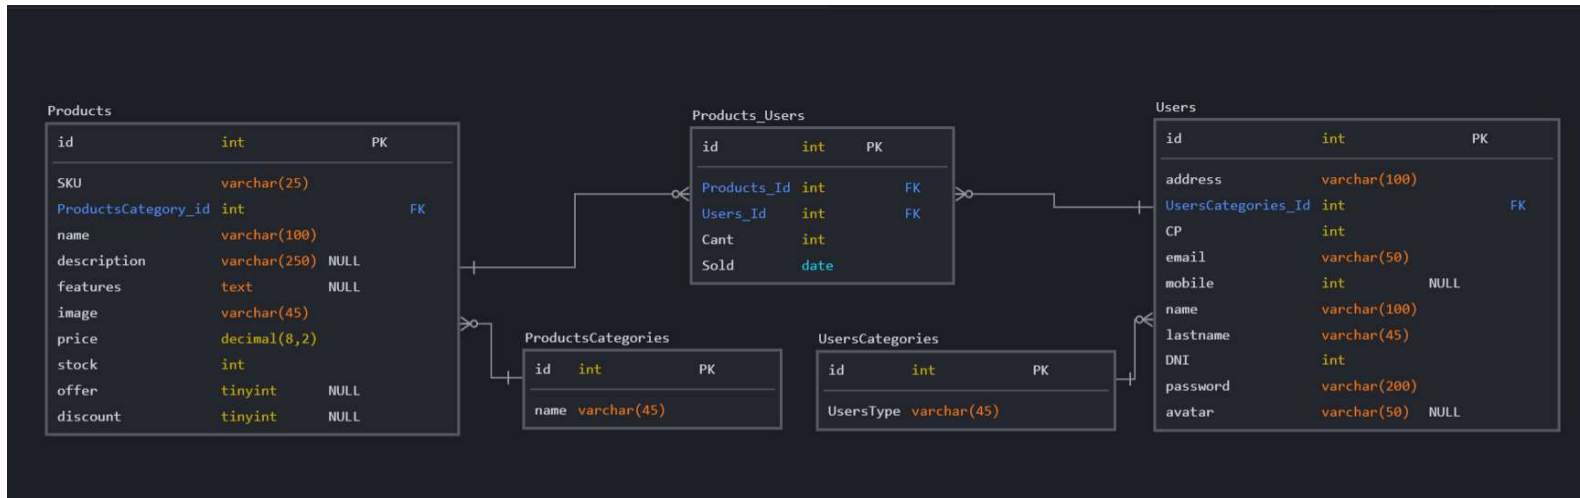 Products
id int PK
SKU varchar(25)
ProductsCategory_id int FK
name varchar(100)
description varchar(250) NULL
features text NULL
image varchar(45)
price decimal(8,2)
stock int
offer tinyint NULL
discount tinyint NULL
Products_Users
id int PK
Products_Id int FK
Users_Id int FK
Cant int
Sold date
ProductsCategories
id int PK
name varchar(45)
UsersCategories
id int PK
UsersType varchar(45)
Users
id int PK
address varchar(100)
UsersCategories_Id int FK
CP int
email varchar(50)
mobile int NULL
name varchar(100)
lastname varchar(45)
DNI int
password varchar(200)
avatar varchar(50) NULL